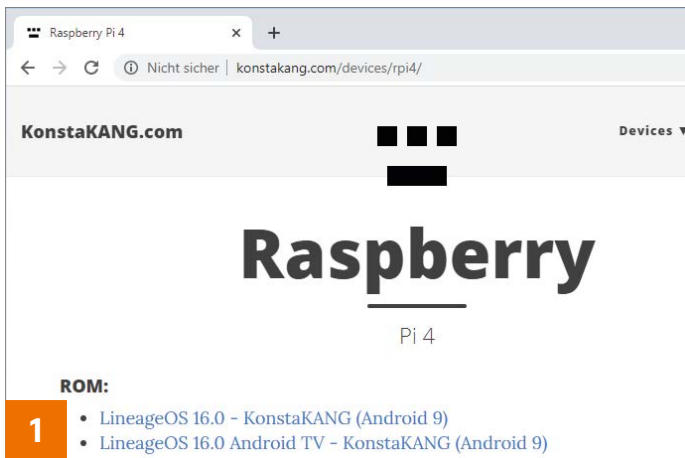 Raspberry Pi 4
Nicht sicher | konstakang.com/devices/rpi4/
KonstaKANG.com
Devices
Raspberry
Pi 4
ROM:
1
• LineageOS 16.0 - KonstaKANG (Android 9)
• LineageOS 16.0 Android TV - KonstaKANG (Android 9)